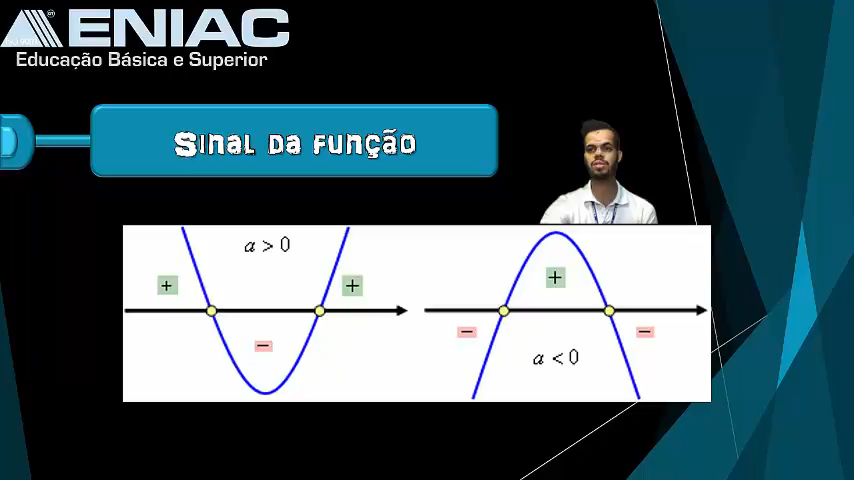 ENIAC
Educação Básica e Superior
Sinal da função
a > 0
+
+
−
+
−
−
a < 0